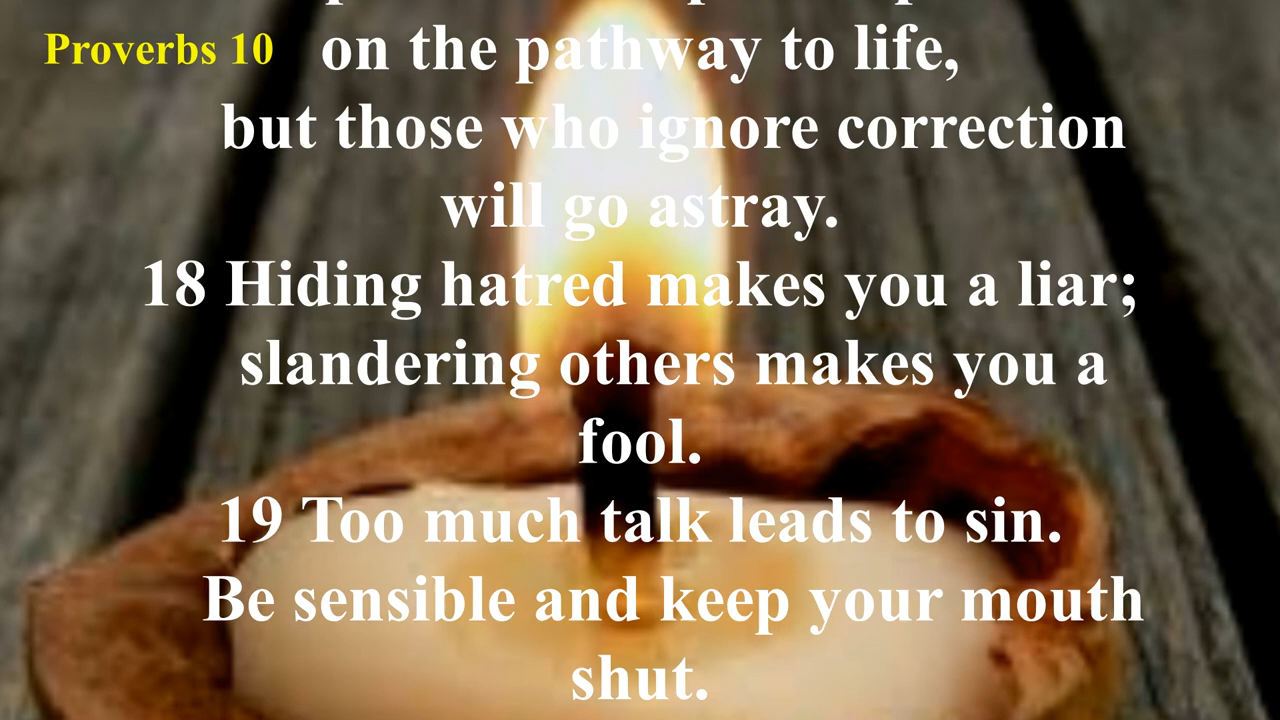 Proverbs 10
on the pathway to life,
but those who ignore correction
will go astray.
18 Hiding hatred makes you a liar;
slandering others makes you a
fool.
19 Too much talk leads to sin.
Be sensible and keep your mouth
shut.